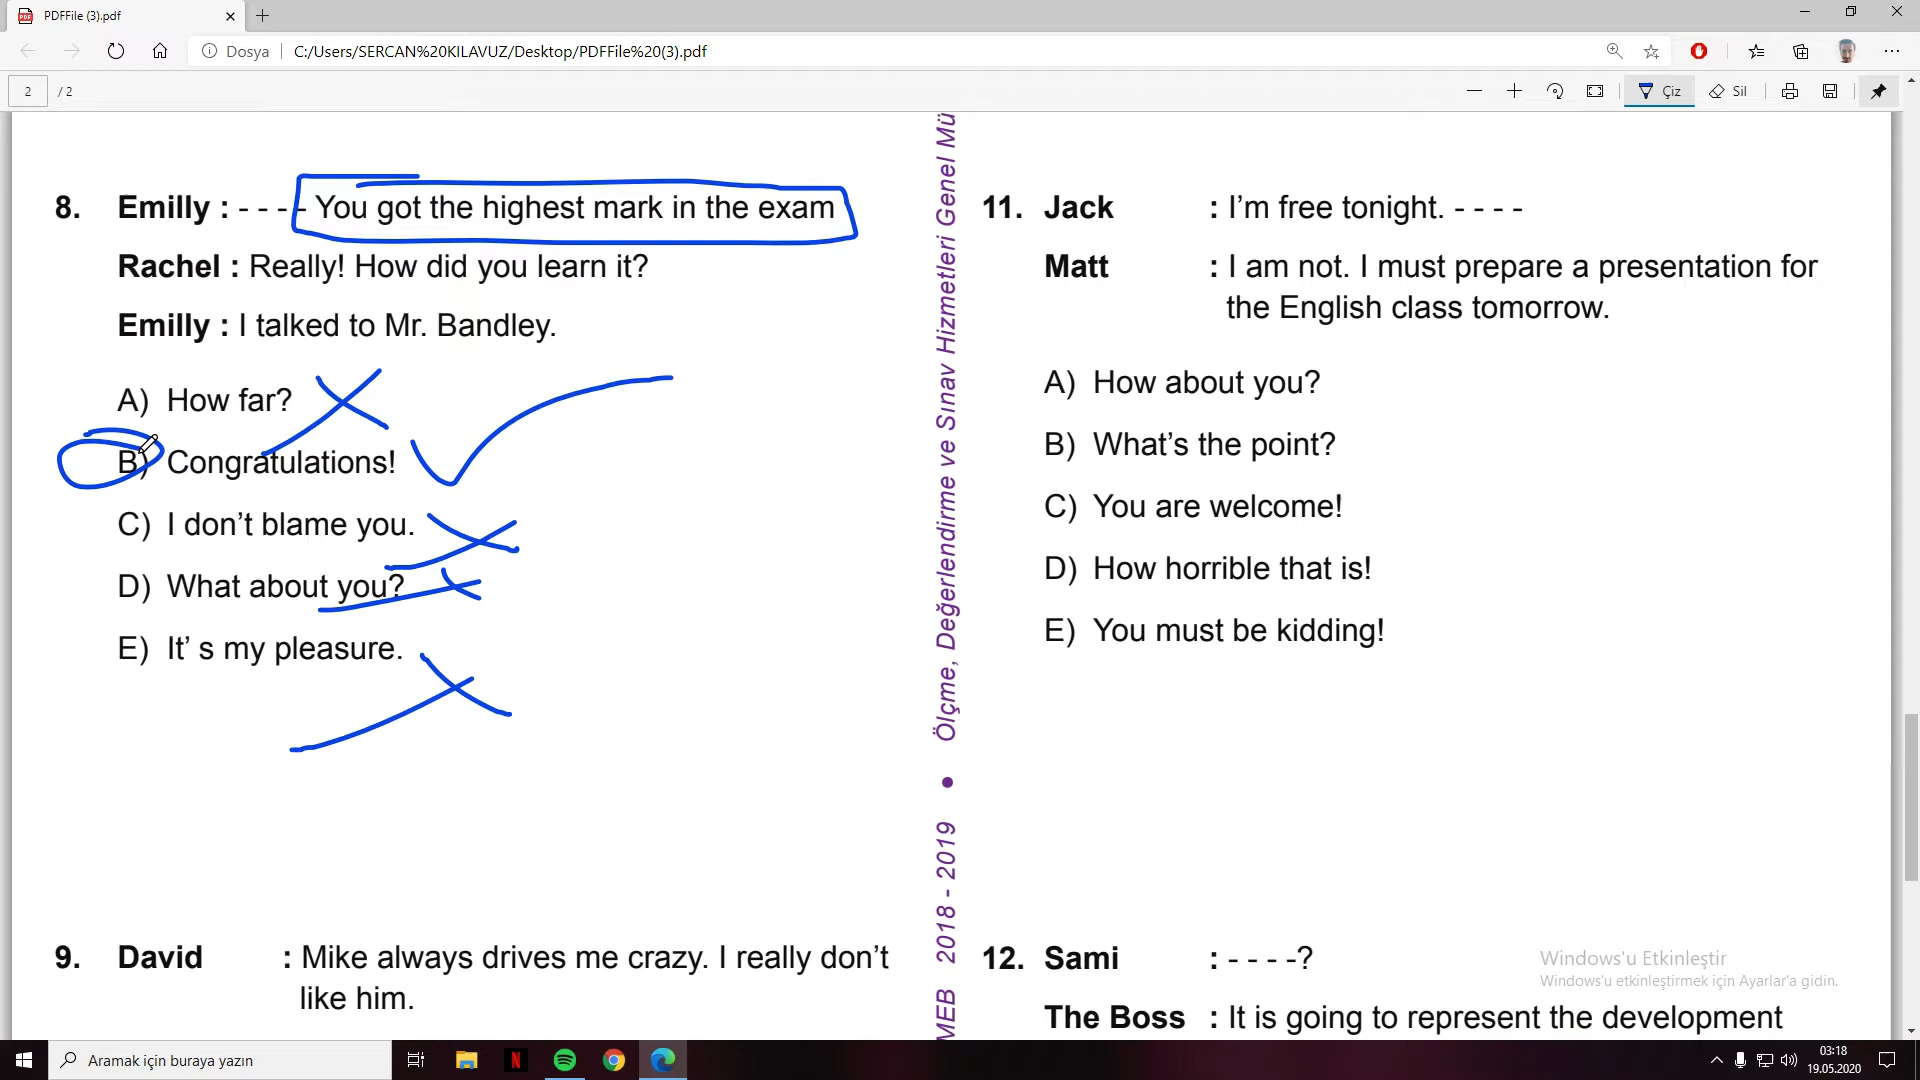 PDFFile (3).pdf
Dosya
C:/Users/SERCAN%20KILAVUZ/Desktop/PDFFile%20(3).pdf
2
/ 2
Çiz
Sil
8. Emilly : - - - - You got the highest mark in the exam
Rachel : Really! How did you learn it?
Emilly : I talked to Mr. Bandley.
A) How far?
B) Congratulations!
C) I don't blame you.
D) What about you?
E) It' s my pleasure.
9. David : Mike always drives me crazy. I really don't
like him.
MEB 2018 - 2019 • Ölçme, Değerlendirme ve Sınav Hizmetleri Genel Mü
11. Jack : I'm free tonight. - - - -
Matt : I am not. I must prepare a presentation for
the English class tomorrow.
A) How about you?
B) What's the point?
C) You are welcome!
D) How horrible that is!
E) You must be kidding!
12. Sami : - - - -?
The Boss : It is going to represent the development
Windows'u Etkinleştir
Windows'u etkinleştirmek için Ayarlar'a gidin.
Aramak için buraya yazın
03:18
19.05.2020